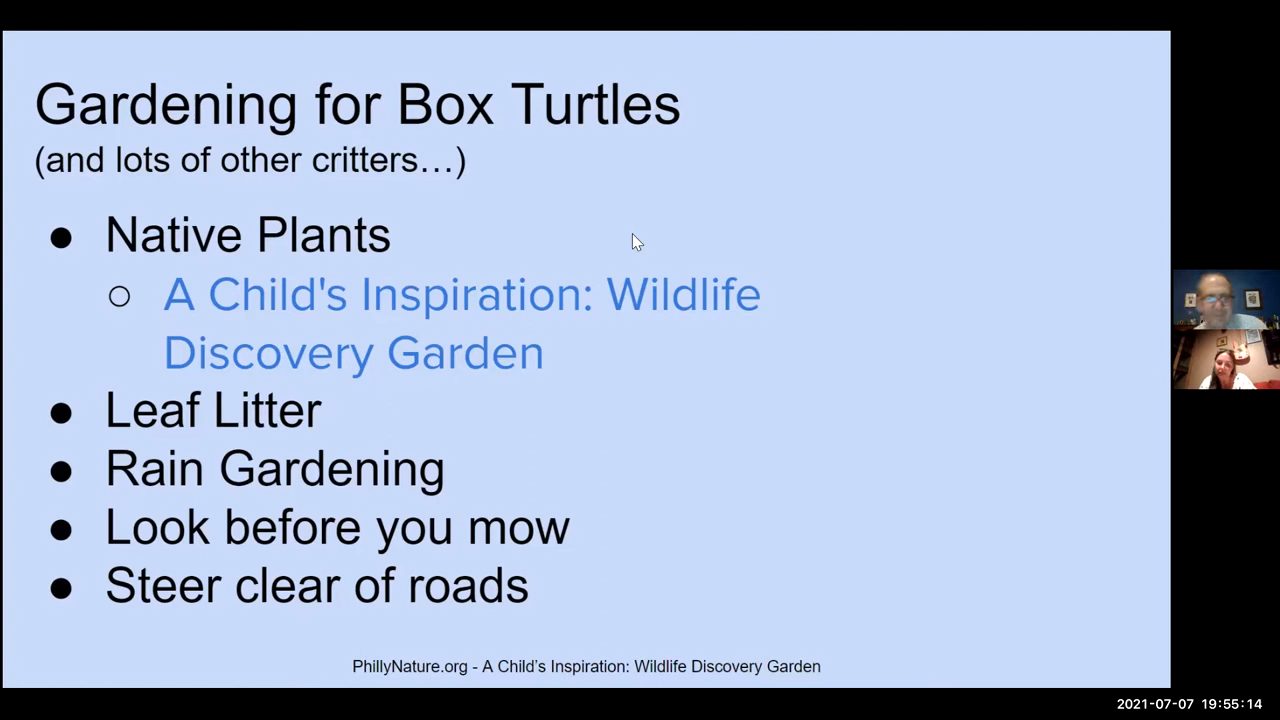 Gardening for Box Turtles
(and lots of other critters…)
● Native Plants
○ A Child's Inspiration: Wildlife
Discovery Garden
● Leaf Litter
● Rain Gardening
● Look before you mow
● Steer clear of roads
PhillyNature.org - A Child’s Inspiration: Wildlife Discovery Garden
2021-07-07 19:55:14